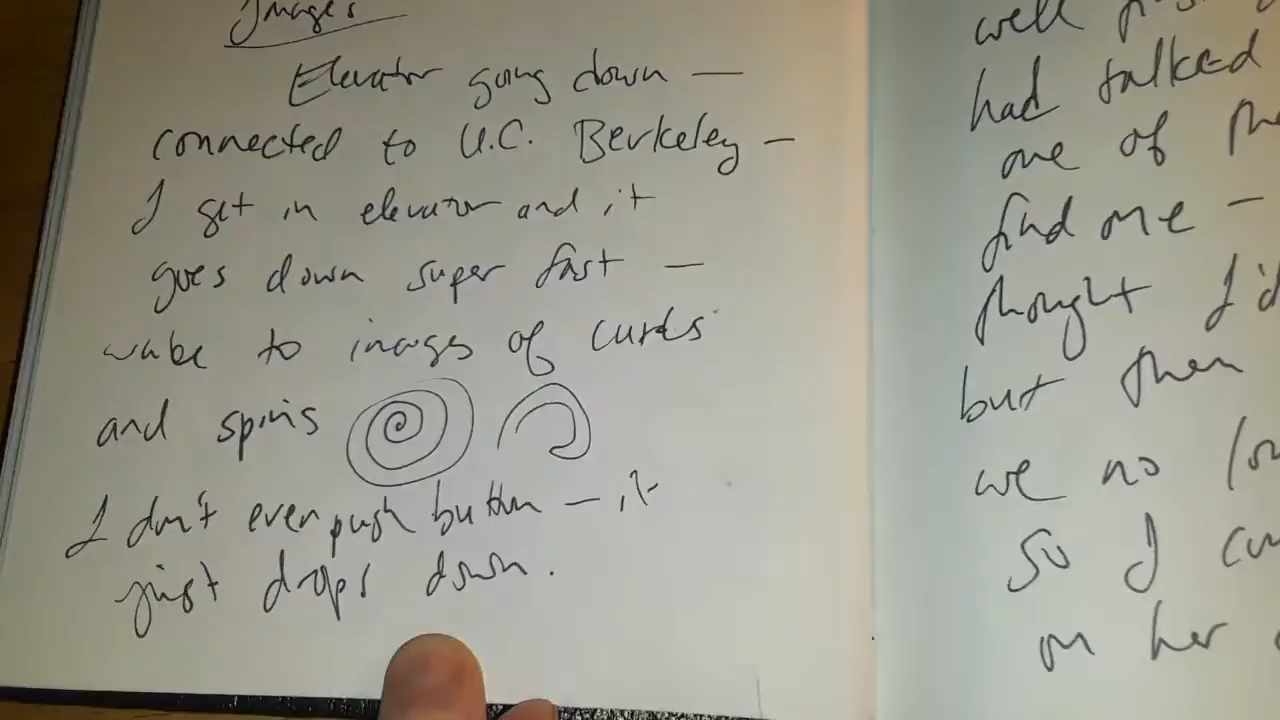 Images
Elevator going down —
connected to U.C. Berkeley —
I get in elevator and it
goes down super fast —
wake to images of curls
and spins
I don't even push button — it
just drops down.
well
had talked
one of the
find me —
thought I'd
but then
we no
so I
on her